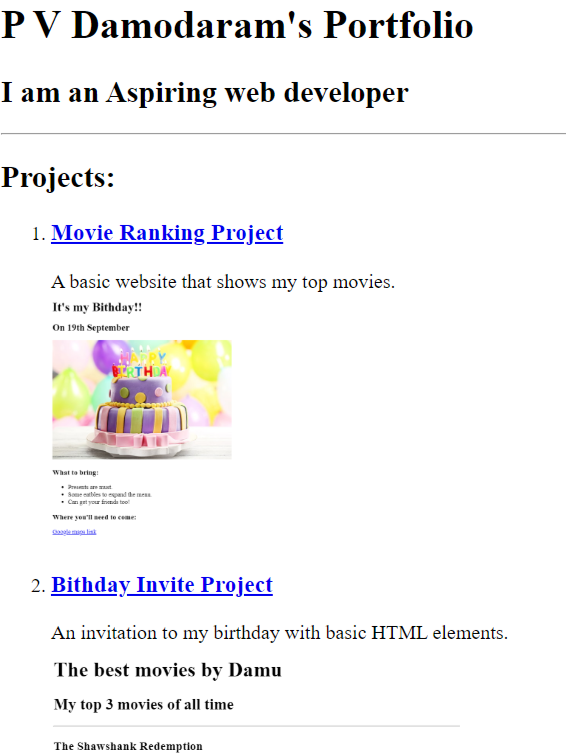 P V Damodaram's Portfolio
I am an Aspiring web developer
Projects:
1. Movie Ranking Project
A basic website that shows my top movies.
It's my Bithday!!
On 19th September
HAPPY
BIRTHDAY
What to bring:
• Presents are must
• Some eatbles to expand the menu.
• Can get your friends too!
Where you'll need to come:
Google maps link
2. Bithday Invite Project
An invitation to my birthday with basic HTML elements.
The best movies by Damu
My top 3 movies of all time
The Shawshank Redemption